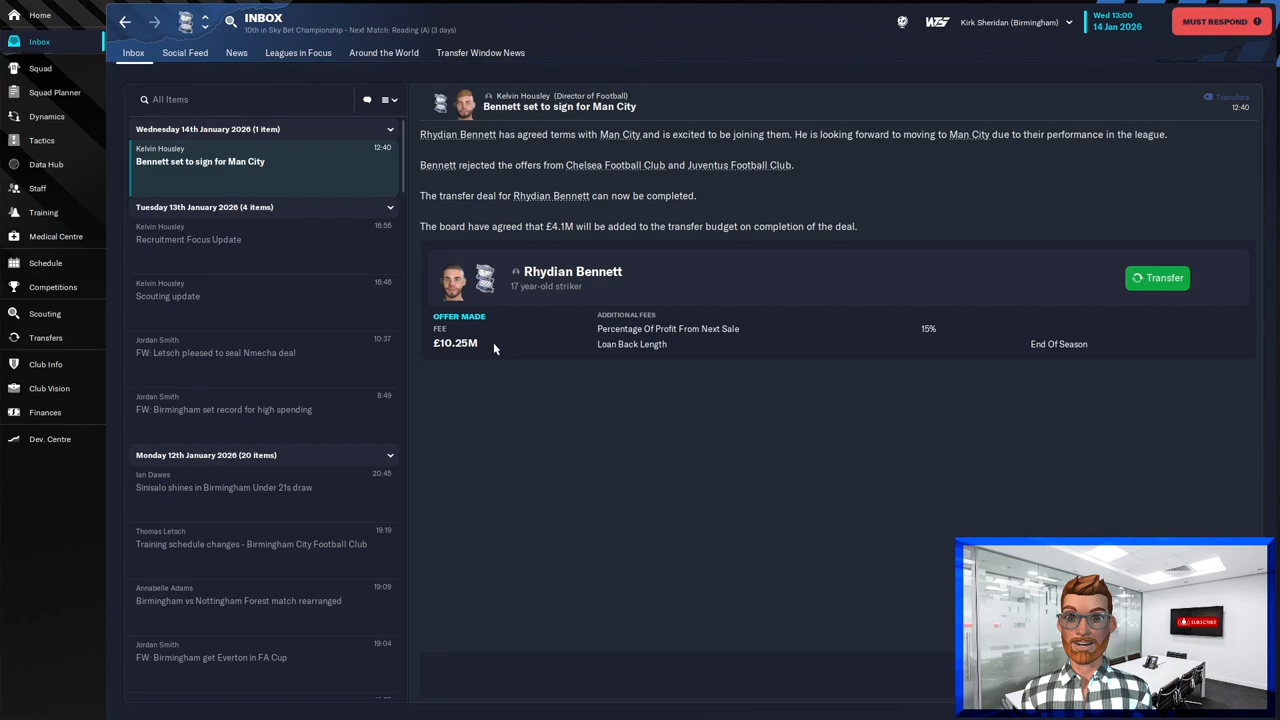 Home
Inbox
Squad
Squad Planner
Dynamics
Tactics
Data Hub
Staff
Training
Medical Centre
Schedule
Competitions
Scouting
Transfers
Club Info
Club Vision
Finances
Dev. Centre
INBOX
10th in Sky Bet Championship - Next Match: Reading (A) (3 days)
Kirk Sheridan (Birmingham)
Wed 13:00
14 Jan 2026
MUST RESPOND
Inbox Social Feed News Leagues in Focus Around the World Transfer Window News
All Items
Wednesday 14th January 2026 (1 item)
Kelvin Housley 12:40
Bennett set to sign for Man City
Tuesday 13th January 2026 (4 items)
Kelvin Housley 16:56
Recruitment Focus Update
Kelvin Housley 16:46
Scouting update
Jordan Smith 10:37
FW: Letsch pleased to seal Nmecha deal
Jordan Smith 8:49
FW: Birmingham set record for high spending
Monday 12th January 2026 (20 items)
Ian Dawes 20:45
Sinisalo shines in Birmingham Under 21s draw
Thomas Letsch 19:19
Training schedule changes - Birmingham City Football Club
Annabelle Adams 19:09
Birmingham vs Nottingham Forest match rearranged
Jordan Smith 19:04
FW: Birmingham get Everton in FA Cup
Kelvin Housley (Director of Football)
Bennett set to sign for Man City
Transfers
12:40
Rhydian Bennett has agreed terms with Man City and is excited to be joining them. He is looking forward to moving to Man City due to their performance in the league.
Bennett rejected the offers from Chelsea Football Club and Juventus Football Club.
The transfer deal for Rhydian Bennett can now be completed.
The board have agreed that £4.1M will be added to the transfer budget on completion of the deal.
Rhydian Bennett
17 year-old striker
Transfer
OFFER MADE
FEE
£10.25M
ADDITIONAL FEES
Percentage Of Profit From Next Sale 15%
Loan Back Length End Of Season
SUBSCRIBE